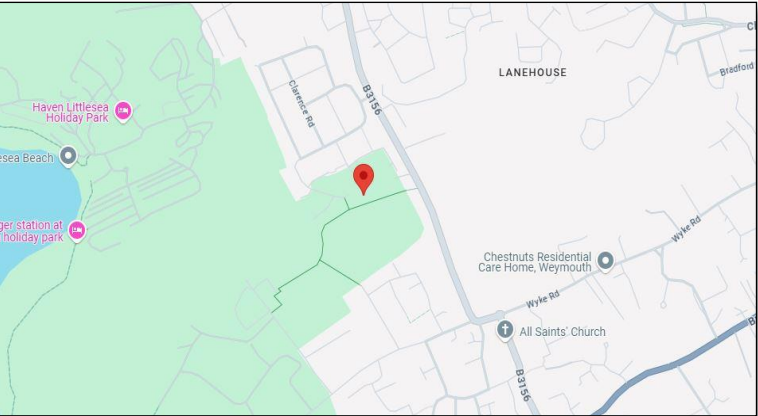 LANEHOUSE
Cl
Bradford
Clarence Rd
B3156
Haven Littlesea
Holiday Park
esea Beach
ger station at
holiday park
Wyke Rd
Chestnuts Residential
Care Home, Weymouth
Wyke Rd
All Saints' Church
B3156
B